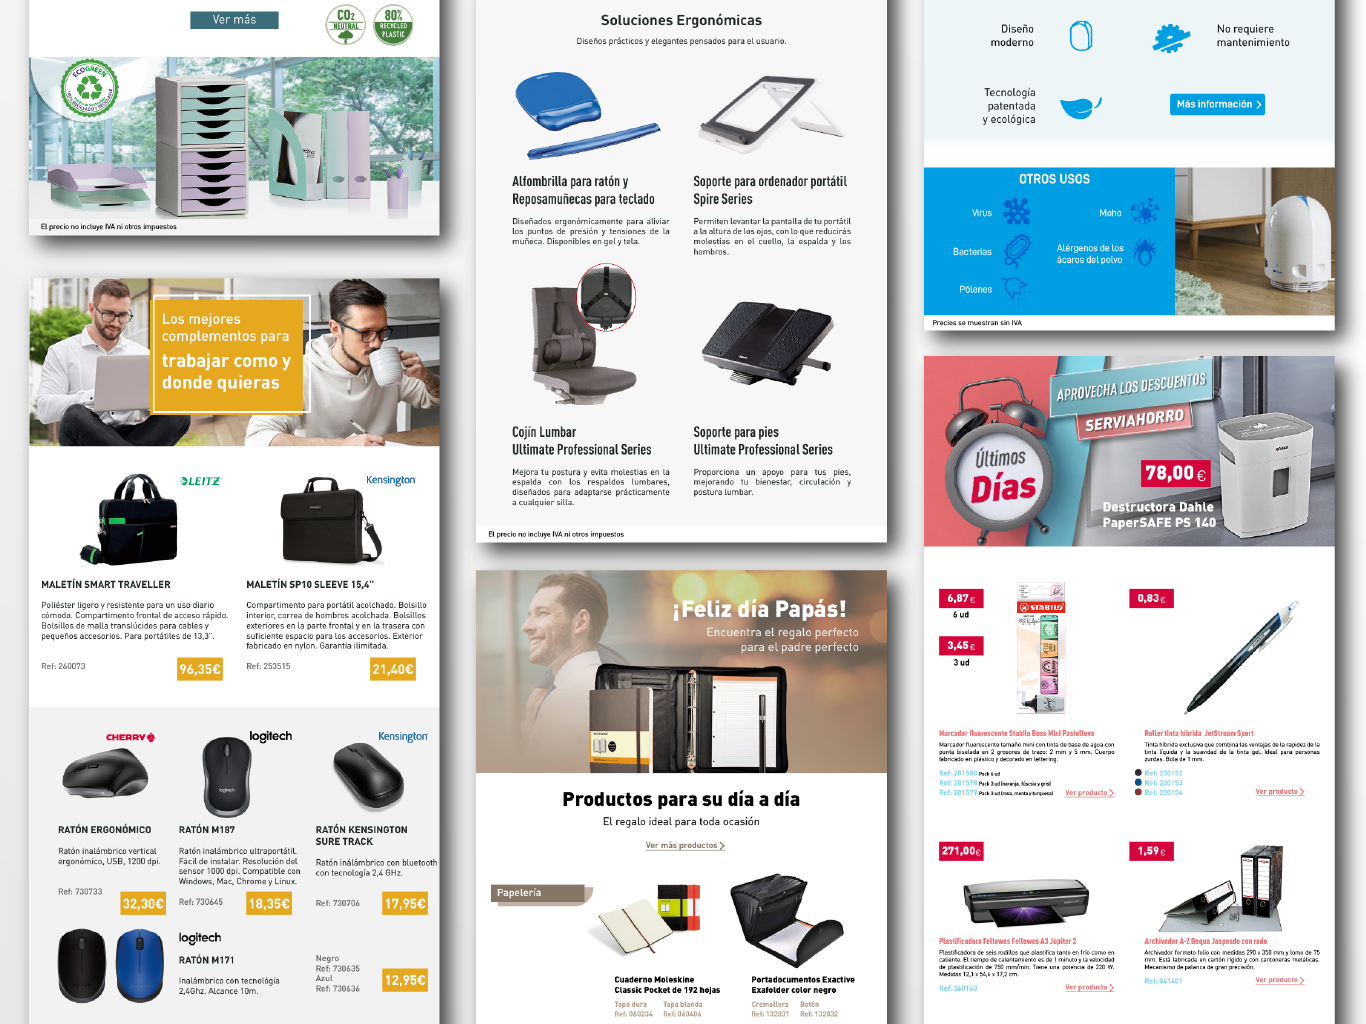 Ver más
CO2
NEUTRAL
80%
RECYCLED
PLASTIC
ECOGREEN
El precio no incluye IVA ni otros impuestos
Los mejores
complementos para
trabajar como y
donde quieras
LEITZ
Kensington
MALETÍN SMART TRAVELLER
Poliéster ligero y resistente para un uso diario
cómodo. Compartimento frontal de acceso rápido.
Bolsillos de malla translúcidos para cables y
pequeños accesorios. Para portátiles de 13,3".
Ref: 260073
96,35€
MALETÍN SP10 SLEEVE 15,4"
Compartimento para portátil acolchado. Bolsillo
interior, correa de hombros acolchada. Bolsillos
exteriores en la parte frontal y en la trasera con
suficiente espacio para los accesorios. Exterior
fabricado en nylon. Garantía ilimitada.
Ref: 253515
21,40€
CHERRY
logitech
Kensington
logitech
RATÓN ERGONÓMICO
Ratón inalámbrico vertical
ergonómico, USB, 1200 dpi.
Ref: 730733
32,30€
RATÓN M187
Ratón inalámbrico ultraportátil.
Fácil de instalar. Resolución del
sensor 1000 dpi. Compatible con
Windows, Mac, Chrome y Linux.
Ref: 730645
18,35€
RATÓN KENSINGTON
SURE TRACK
Ratón inálámbrico con bluetooth
con tecnología 2,4 GHz.
Ref: 730706
17,95€
logitech
RATÓN M171
Inalámbrico con tecnológía
2,4Ghz. Alcance 10m.
Negro
Ref: 730635
Azul
Ref: 730636
12,95€
Soluciones Ergonómicas
Diseños prácticos y elegantes pensados para el usuario.
Alfombrilla para ratón y
Reposamuñecas para teclado
Diseñados ergonómicamente para aliviar
los puntos de presión y tensiones de la
muñeca. Disponibles en gel y tela.
Soporte para ordenador portátil
Spire Series
Permiten levantar la pantalla de tu portátil
a la altura de los ojos, con lo que reducirás
molestias en el cuello, la espalda y los
hombros.
Cojín Lumbar
Ultimate Professional Series
Mejora tu postura y evita molestias en la
espalda con los respaldos lumbares,
diseñados para adaptarse prácticamente
a cualquier silla.
Soporte para pies
Ultimate Professional Series
Proporciona un apoyo para tus pies,
mejorando tu bienestar, circulación y
postura lumbar.
El precio no incluye IVA ni otros impuestos
¡Feliz día Papás!
Encuentra el regalo perfecto
para el padre perfecto
Productos para su día a día
El regalo ideal para toda ocasión
Ver más productos >
Papelería
Cuaderno Moleskine
Classic Pocket de 192 hojas
Tapa dura
Ref: 060234
Tapa blanda
Ref: 060406
Portadocumentos Exactive
Exafolder color negro
Cremallera
Ref: 132031
Botón
Ref: 132032
Diseño
moderno
No requiere
mantenimiento
Tecnología
patentada
y ecológica
Más información >
OTROS USOS
Virus
Moho
Bacterias
Alérgenos de los
ácaros del polvo
Pólenes
Precios se muestran sin IVA
APROVECHA LOS DESCUENTOS
SERVIAHORRO
Últimos
Días
78,00 €
Destructora Dahle
PaperSAFE PS 140
6,87 €
6 ud
3,45 €
3 ud
STABILO
Marcador fluorescente Stabilo Boss Mini Pastellove
Marcador fluorescente tamaño mini con tinta de base de agua con
punta biselada en 2 grosores de trazo: 2 mm y 5 mm. Cuerpo
fabricado en plástico y decorado en lettering.
Ref: 201580 Pack 6 ud
Ref: 201578 Pack 3 ud (naranja, fúscsia y gris)
Ref: 201579 Pack 3 ud (rosa, menta y turquesa)
Ver producto >
0,83€
Roller tinta híbrida JetStream Sport
Tinta híbrida exclusiva que combina las ventajas de la rapidez de la
tinta líquida y la suavidad de la tinta de gel. Ideal para personas
zurdas. Bola de 1 mm.
Ref: 200152
Ref: 200153
Ref: 200154
Ver producto >
271,00€
Plastificadora Fellowes Fellowes A3 Júpiter 2
Plastificadora de seis rodillos que plastifica tanto en frío como en
caliente. El tiempo de calentamiento es de 1 minuto y la velocidad
de plastificación de 750 mm/min. Tiene una potencia de 220 W.
Medidas 12,1 x 54,6 x 17,2 cm.
Ref: 360163
Ver producto >
1,59 €
Archivador A-Z Dequa Jaspeado con rado
Archivador formato folio con medidas 290 x 350 mm y lomo de 75
mm. Está fabricada en cartón rígido y con cantoneras metálicas.
Mecanismo de palanca de gran precisión.
Ref: 041401
Ver producto >